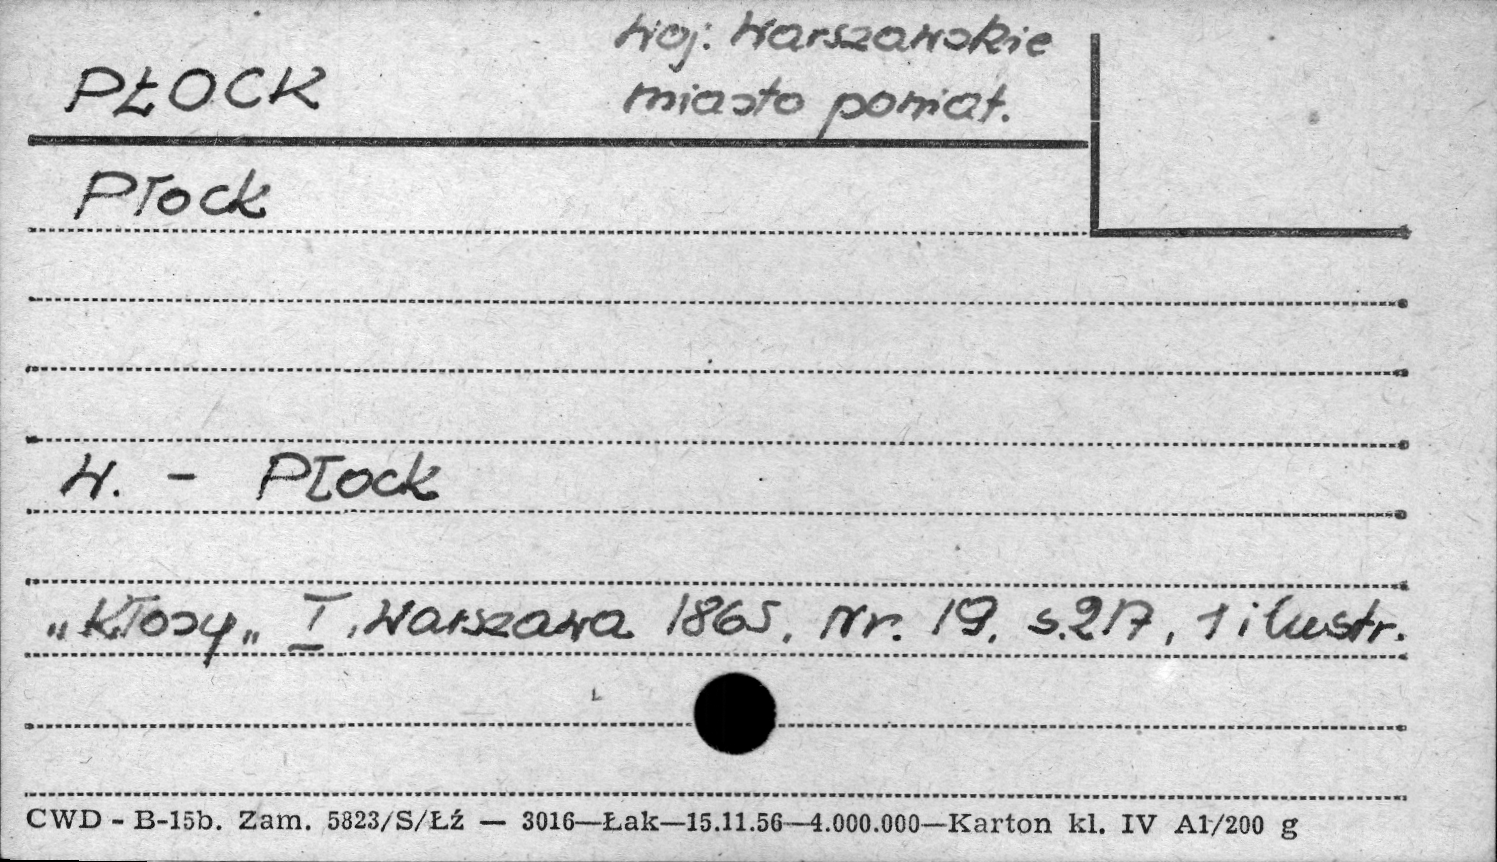 PŁOCK
woj. Warszawskie
miasto powiat.
Płock
W. - Płock
„Kłosy„ I, Warszawa 1865, Nr. 19, s.217, 1 ilustr.
CWD - B-15b. Zam. 5823/S/Łź — 3016—Łak—15.11.56—4.000.000—Karton kl. IV A1/200 g